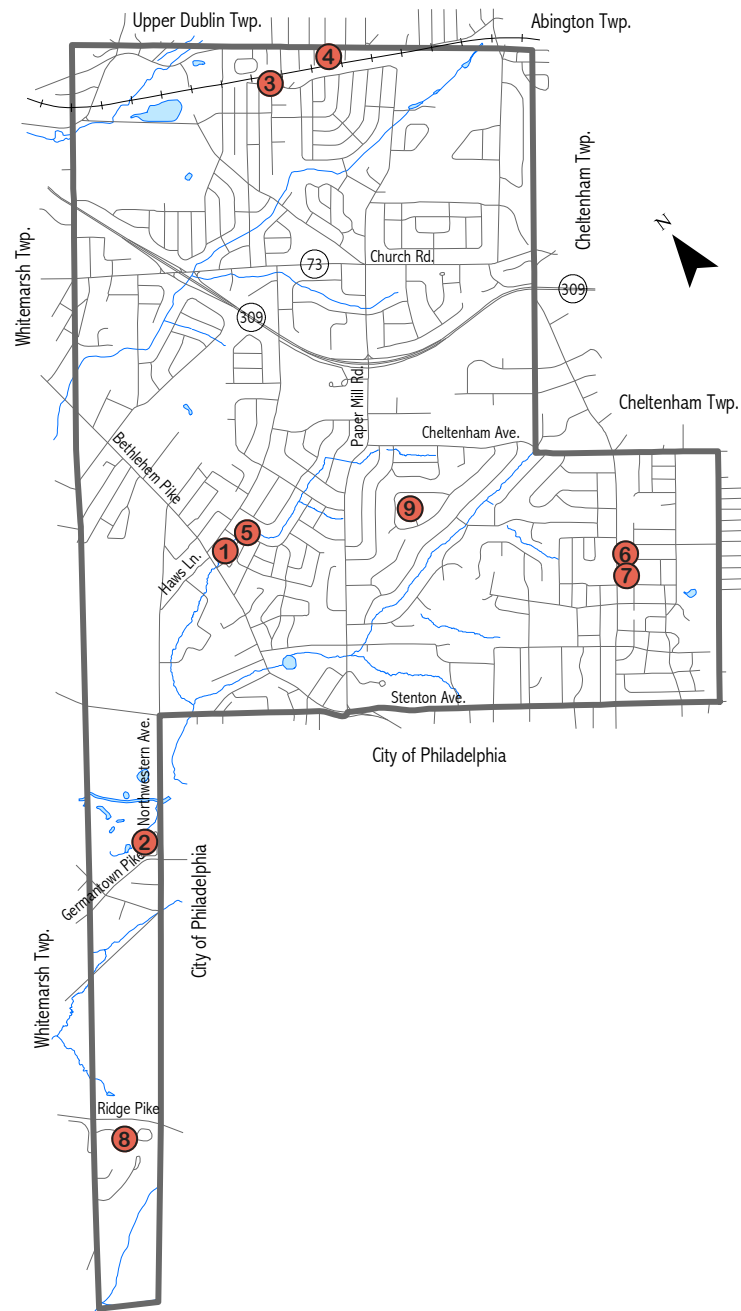 Upper Dublin Twp.
Abington Twp.
4
3
Cheltenham Twp.
N
Whitemarsh Twp.
73
Church Rd.
309
309
Paper Mill Rd.
Cheltenham Twp.
Cheltenham Ave.
Bethlehem Pike
9
5
1
6
7
Haws Ln.
Stenton Ave.
City of Philadelphia
Northwestern Ave.
2
Germantown Pike
City of Philadelphia
Whitemarsh Twp.
Ridge Pike
8